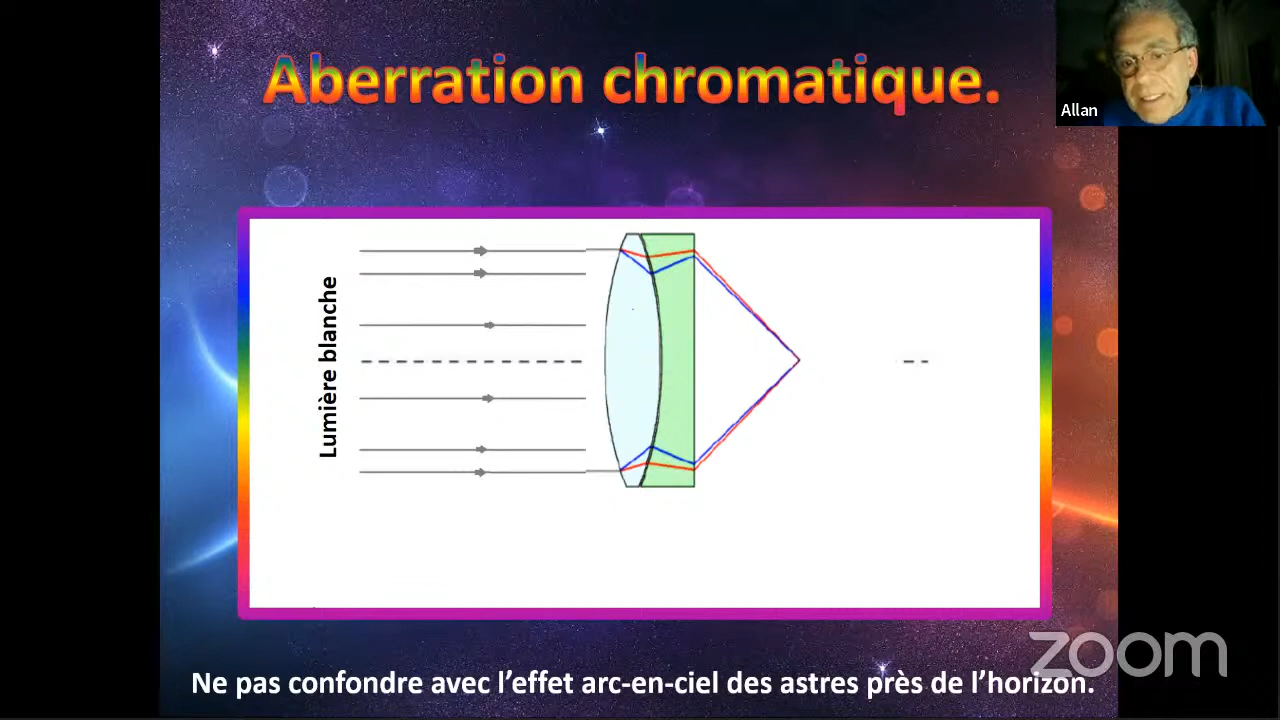 Aberration chromatique.
Allan
Lumière blanche
zoom
Ne pas confondre avec l’effet arc-en-ciel des astres près de l’horizon.